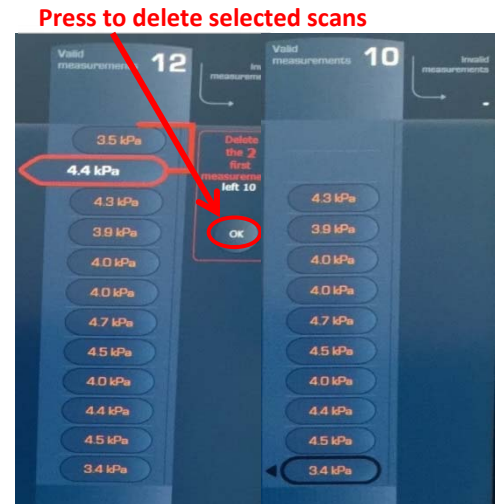 Press to delete selected scans
Valid
measurements 12
3.5 kPa
4.4 kPa
4.3 kPa
3.9 kPa
4.0 kPa
4.0 kPa
4.7 kPa
4.5 kPa
4.0 kPa
4.4 kPa
4.5 kPa
3.4 kPa
In
measureme
Delete
the 2
first
measureme
left 10
OK
Valid
measurements 10
4.3 kPa
3.9 kPa
4.0 kPa
4.0 kPa
4.7 kPa
4.5 kPa
4.0 kPa
4.4 kPa
4.5 kPa
3.4 kPa
Invalid
measurements
-